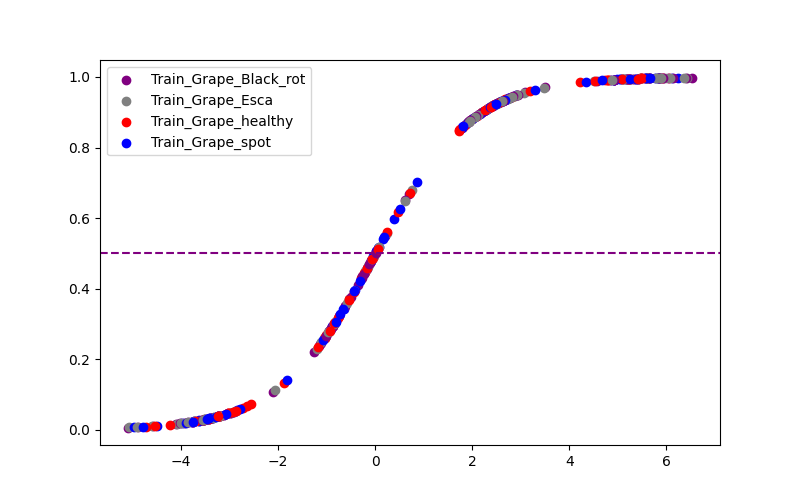 1.0
0.8
0.6
0.4
0.2
0.0
Train_Grape_Black_rot
Train_Grape_Esca
Train_Grape_healthy
Train_Grape_spot
−4 −2 0 2 4 6